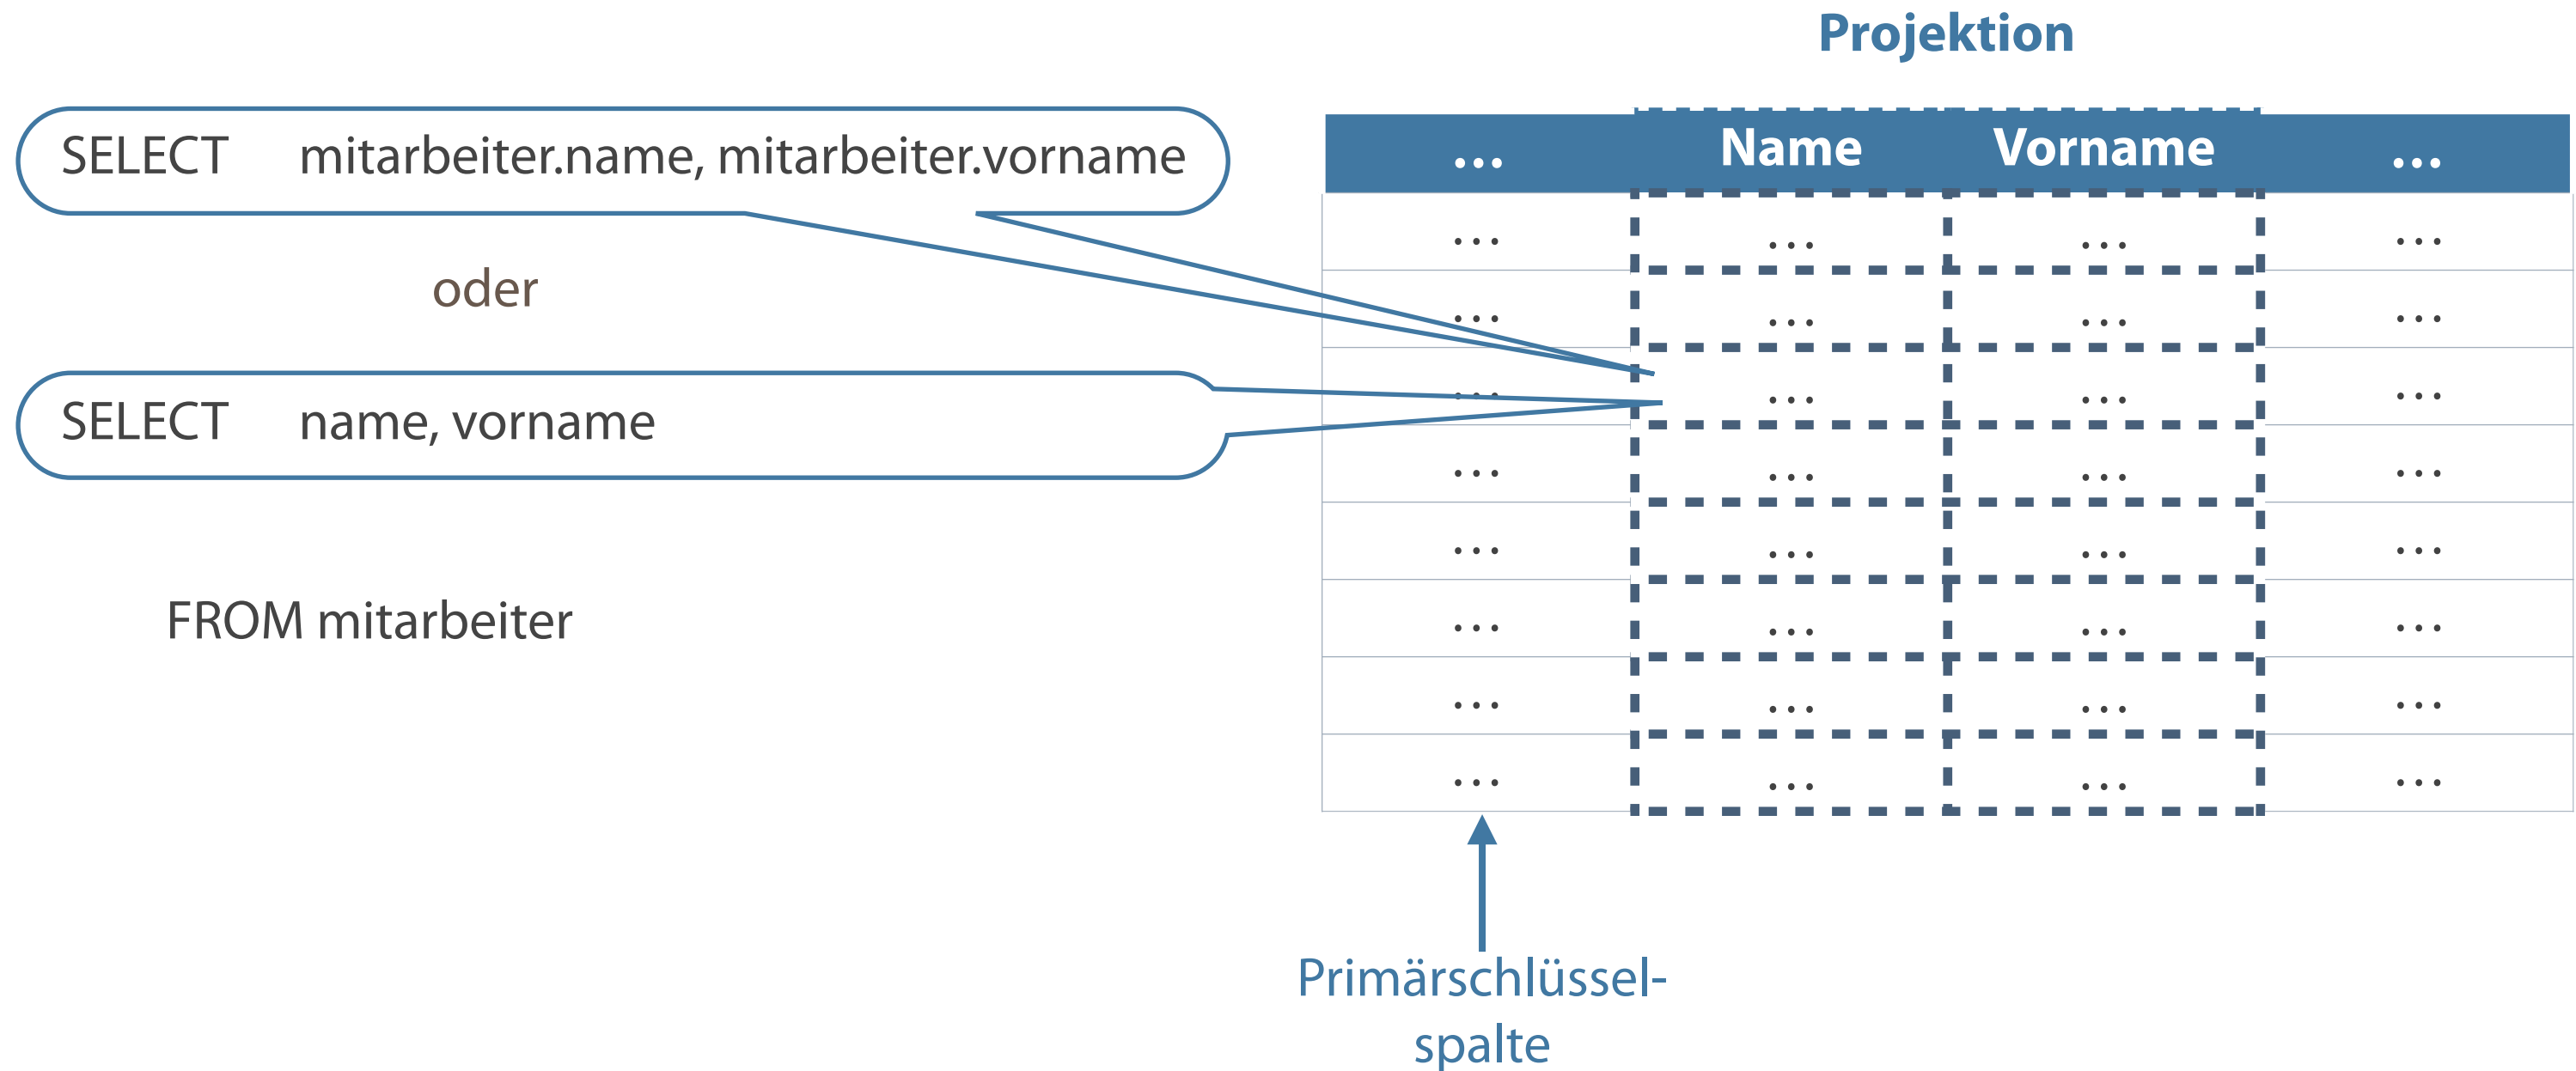 Projektion
SELECT mitarbeiter.name, mitarbeiter.vorname
oder
SELECT name, vorname
FROM mitarbeiter
... Name Vorname ...
... ... ... ...
... ... ... ...
... ... ... ...
... ... ... ...
... ... ... ...
... ... ... ...
... ... ... ...
... ... ... ...
Primärschlüssel-
spalte